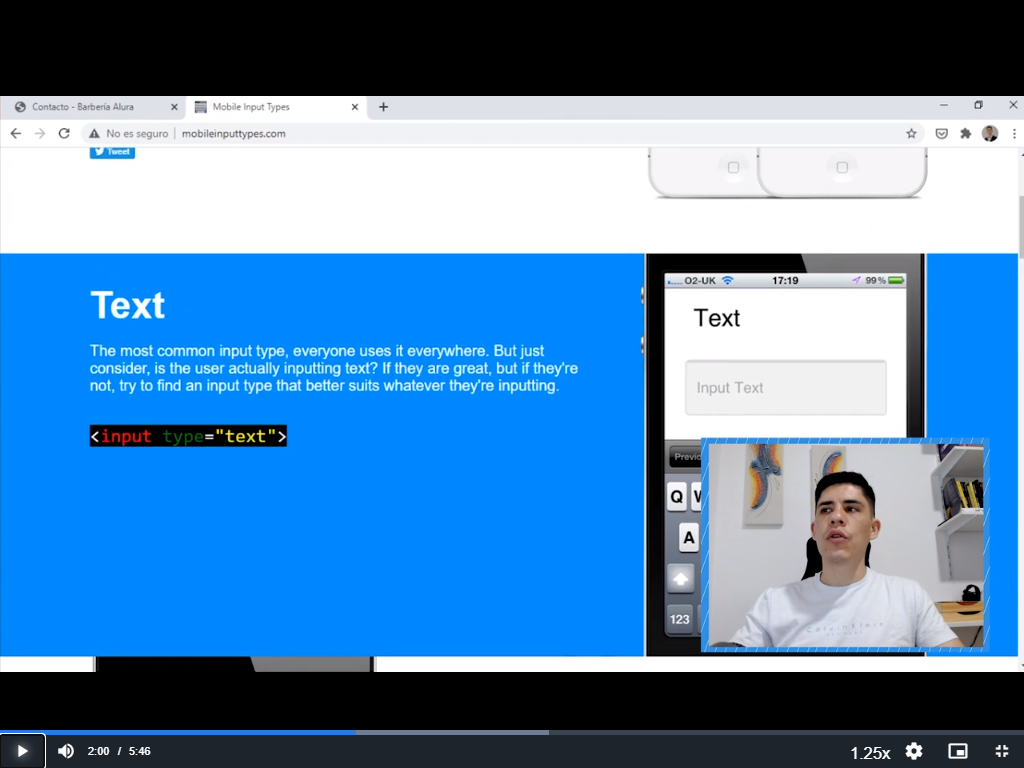 Contacto - Barbería Alura
Mobile Input Types
No es seguro
mobileinputtypes.com
Tweet
Text
The most common input type, everyone uses it everywhere. But just
consider, is the user actually inputting text? If they are great, but if they're
not, try to find an input type that better suits whatever they're inputting.
<input type="text">
O2-UK
17:19
99%
Text
Input Text
Previo
Q W
A
123
Calvin Klein
2:00 / 5:46
1.25x